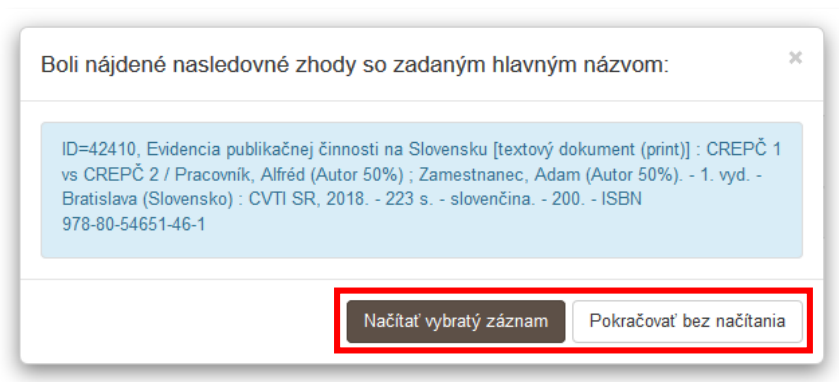 Boli nájdené nasledovné zhody so zadaným hlavným názvom:
×
ID=42410, Evidencia publikačnej činnosti na Slovensku [textový dokument (print)] : CREPČ 1
vs CREPČ 2 / Pracovník, Alfréd (Autor 50%) ; Zamestnanec, Adam (Autor 50%). - 1. vyd. -
Bratislava (Slovensko) : CVTI SR, 2018. - 223 s. - slovenčina. - 200. - ISBN
978-80-54651-46-1
Načítať vybratý záznam
Pokračovať bez načítania